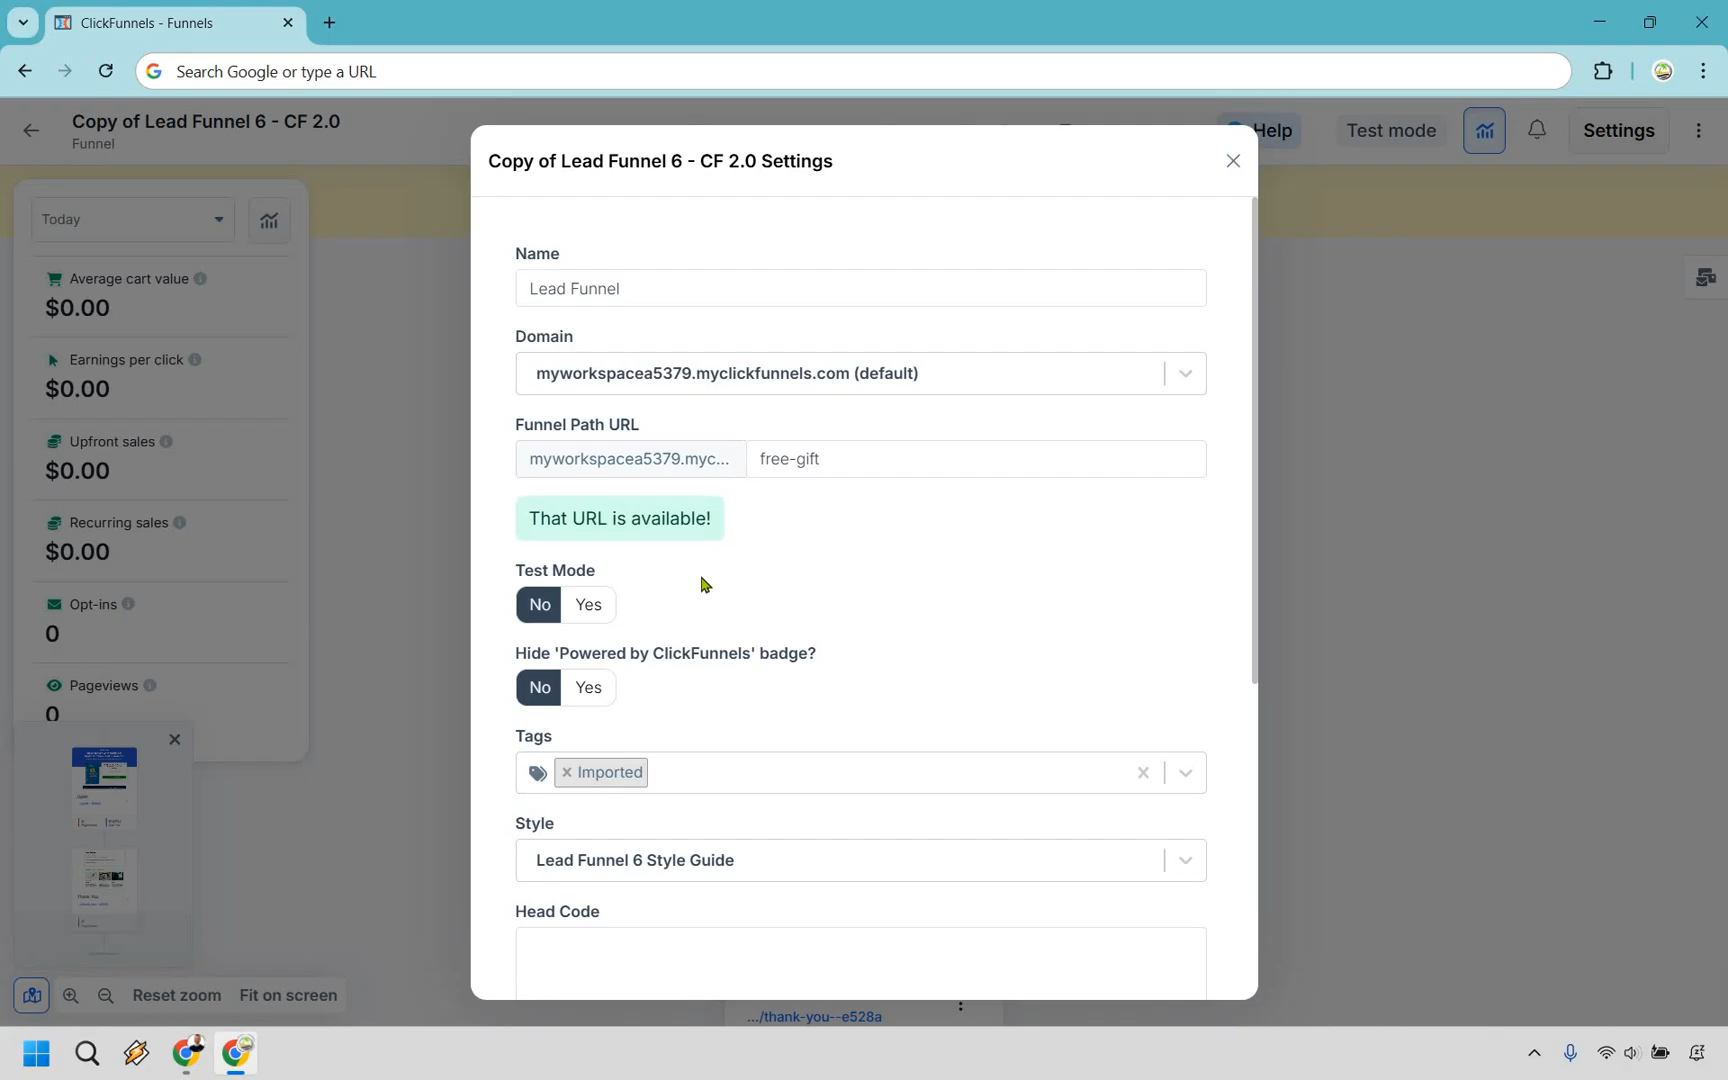 ClickFunnels - Funnels
Search Google or type a URL
Copy of Lead Funnel 6 - CF 2.0
Funnel
Help
Test mode
Settings
Copy of Lead Funnel 6 - CF 2.0 Settings
Today
Average cart value
$0.00
Earnings per click
$0.00
Upfront sales
$0.00
Recurring sales
$0.00
Opt-ins
0
Pageviews
0
Name
Lead Funnel
Domain
myworkspacea5379.myclickfunnels.com (default)
Funnel Path URL
myworkspacea5379.myc... free-gift
That URL is available!
Test Mode
No Yes
Hide 'Powered by ClickFunnels' badge?
No Yes
Tags
Imported
Style
Lead Funnel 6 Style Guide
Head Code
Reset zoom Fit on screen
.../thank-you--e528a